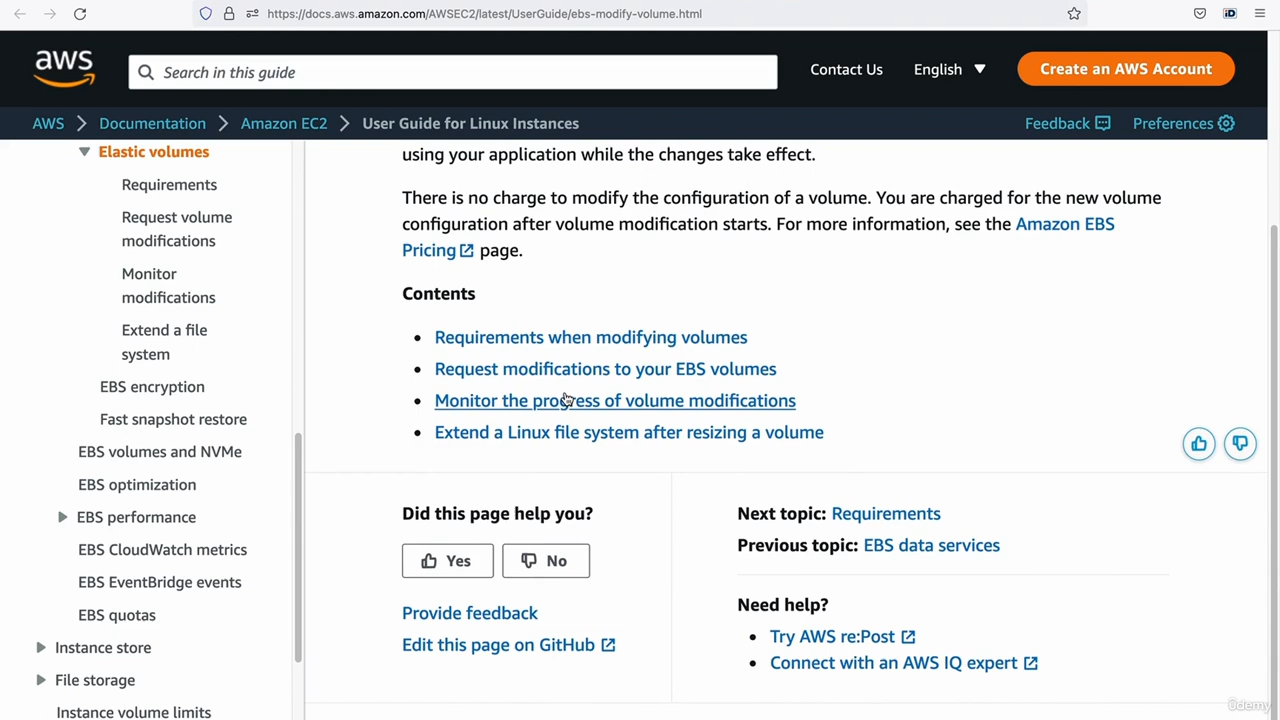 https://docs.aws.amazon.com/AWSEC2/latest/UserGuide/ebs-modify-volume.html
aws
Search in this guide
Contact Us
English
Create an AWS Account
AWS
Documentation
Amazon EC2
User Guide for Linux Instances
Feedback
Preferences
Elastic volumes
Requirements
Request volume
modifications
Monitor
modifications
Extend a file
system
EBS encryption
Fast snapshot restore
EBS volumes and NVMe
EBS optimization
EBS performance
EBS CloudWatch metrics
EBS EventBridge events
EBS quotas
Instance store
File storage
Instance volume limits
using your application while the changes take effect.
There is no charge to modify the configuration of a volume. You are charged for the new volume
configuration after volume modification starts. For more information, see the Amazon EBS
Pricing page.
Contents
• Requirements when modifying volumes
• Request modifications to your EBS volumes
• Monitor the progress of volume modifications
• Extend a Linux file system after resizing a volume
Did this page help you?
Yes
No
Provide feedback
Edit this page on GitHub
Next topic: Requirements
Previous topic: EBS data services
Need help?
• Try AWS re:Post
• Connect with an AWS IQ expert
ûdemy